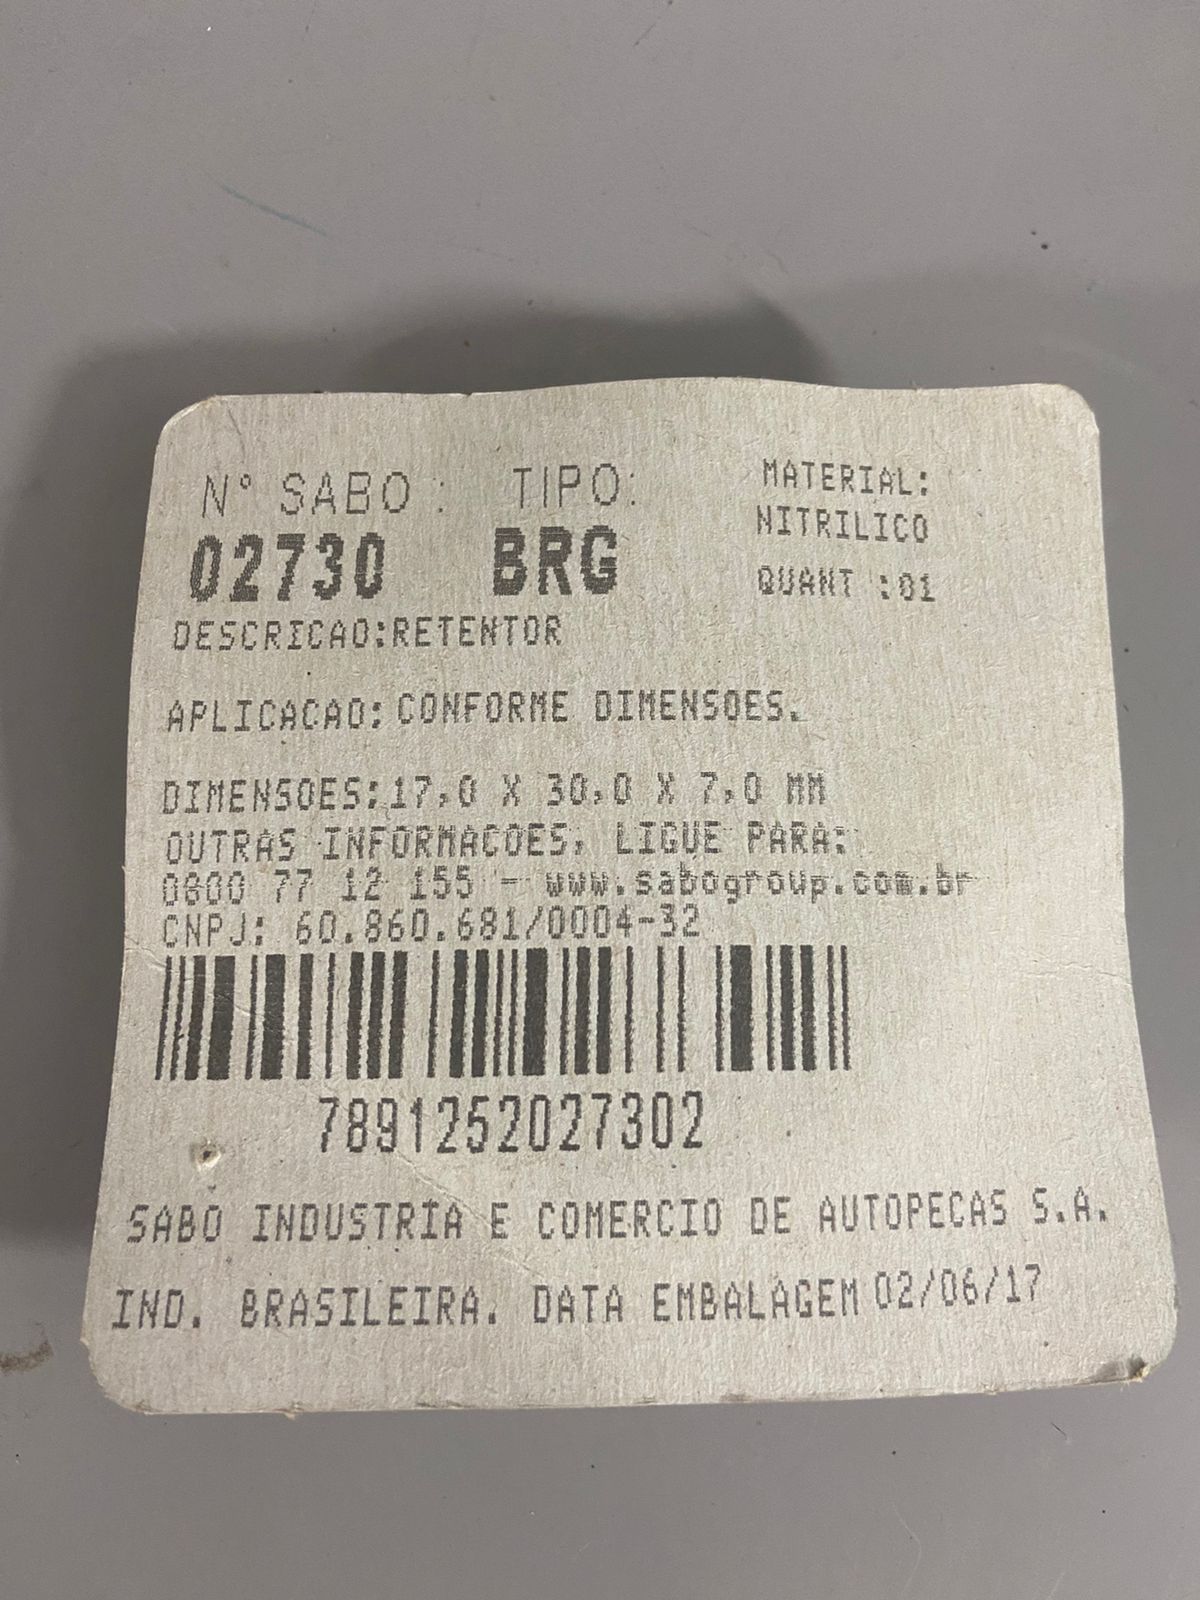 N° SABO : TIPO: MATERIAL:
02730 BRG NITRILICO
QUANT :01
DESCRICAO:RETENTOR
APLICACAO: CONFORME DIMENSOES.
DIMENSOES:17,0 X 30,0 X 7,0 MM
OUTRAS INFORMACOES, LIGUE PARA:
0800 77 12 155 - www.sabogroup.com.br
CNPJ: 60.860.681/0004-32
7891252027302
SABO INDUSTRIA E COMERCIO DE AUTOPECAS S.A.
IND. BRASILEIRA. DATA EMBALAGEM 02/06/17